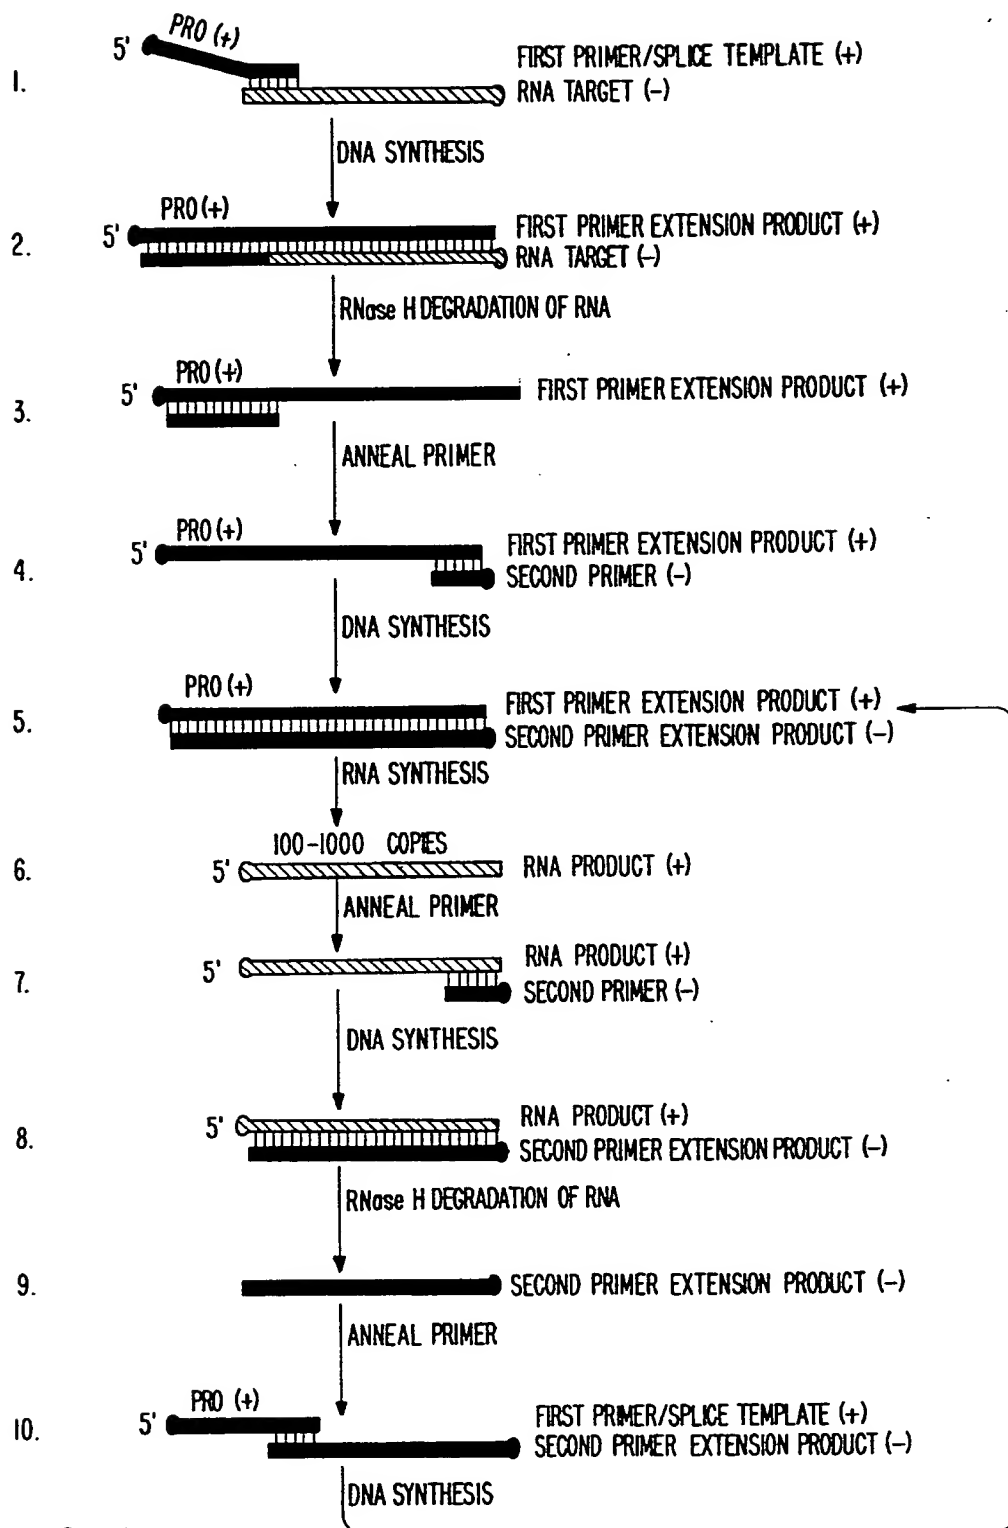 PRO (+)
5'
1.
FIRST PRIMER/SPLICE TEMPLATE (+)
RNA TARGET (-)
DNA SYNTHESIS
PRO (+)
5'
2.
FIRST PRIMER EXTENSION PRODUCT (+)
RNA TARGET (-)
RNase H DEGRADATION OF RNA
PRO (+)
5'
3.
FIRST PRIMER EXTENSION PRODUCT (+)
ANNEAL PRIMER
PRO (+)
5'
4.
FIRST PRIMER EXTENSION PRODUCT (+)
SECOND PRIMER (-)
DNA SYNTHESIS
PRO (+)
5.
FIRST PRIMER EXTENSION PRODUCT (+)
SECOND PRIMER EXTENSION PRODUCT (-)
RNA SYNTHESIS
100-1000 COPIES
6.
5'
RNA PRODUCT (+)
ANNEAL PRIMER
7.
5'
RNA PRODUCT (+)
SECOND PRIMER (-)
DNA SYNTHESIS
8.
5'
RNA PRODUCT (+)
SECOND PRIMER EXTENSION PRODUCT (-)
RNase H DEGRADATION OF RNA
9.
SECOND PRIMER EXTENSION PRODUCT (-)
ANNEAL PRIMER
PRO (+)
10.
5'
FIRST PRIMER/SPLICE TEMPLATE (+)
SECOND PRIMER EXTENSION PRODUCT (-)
DNA SYNTHESIS